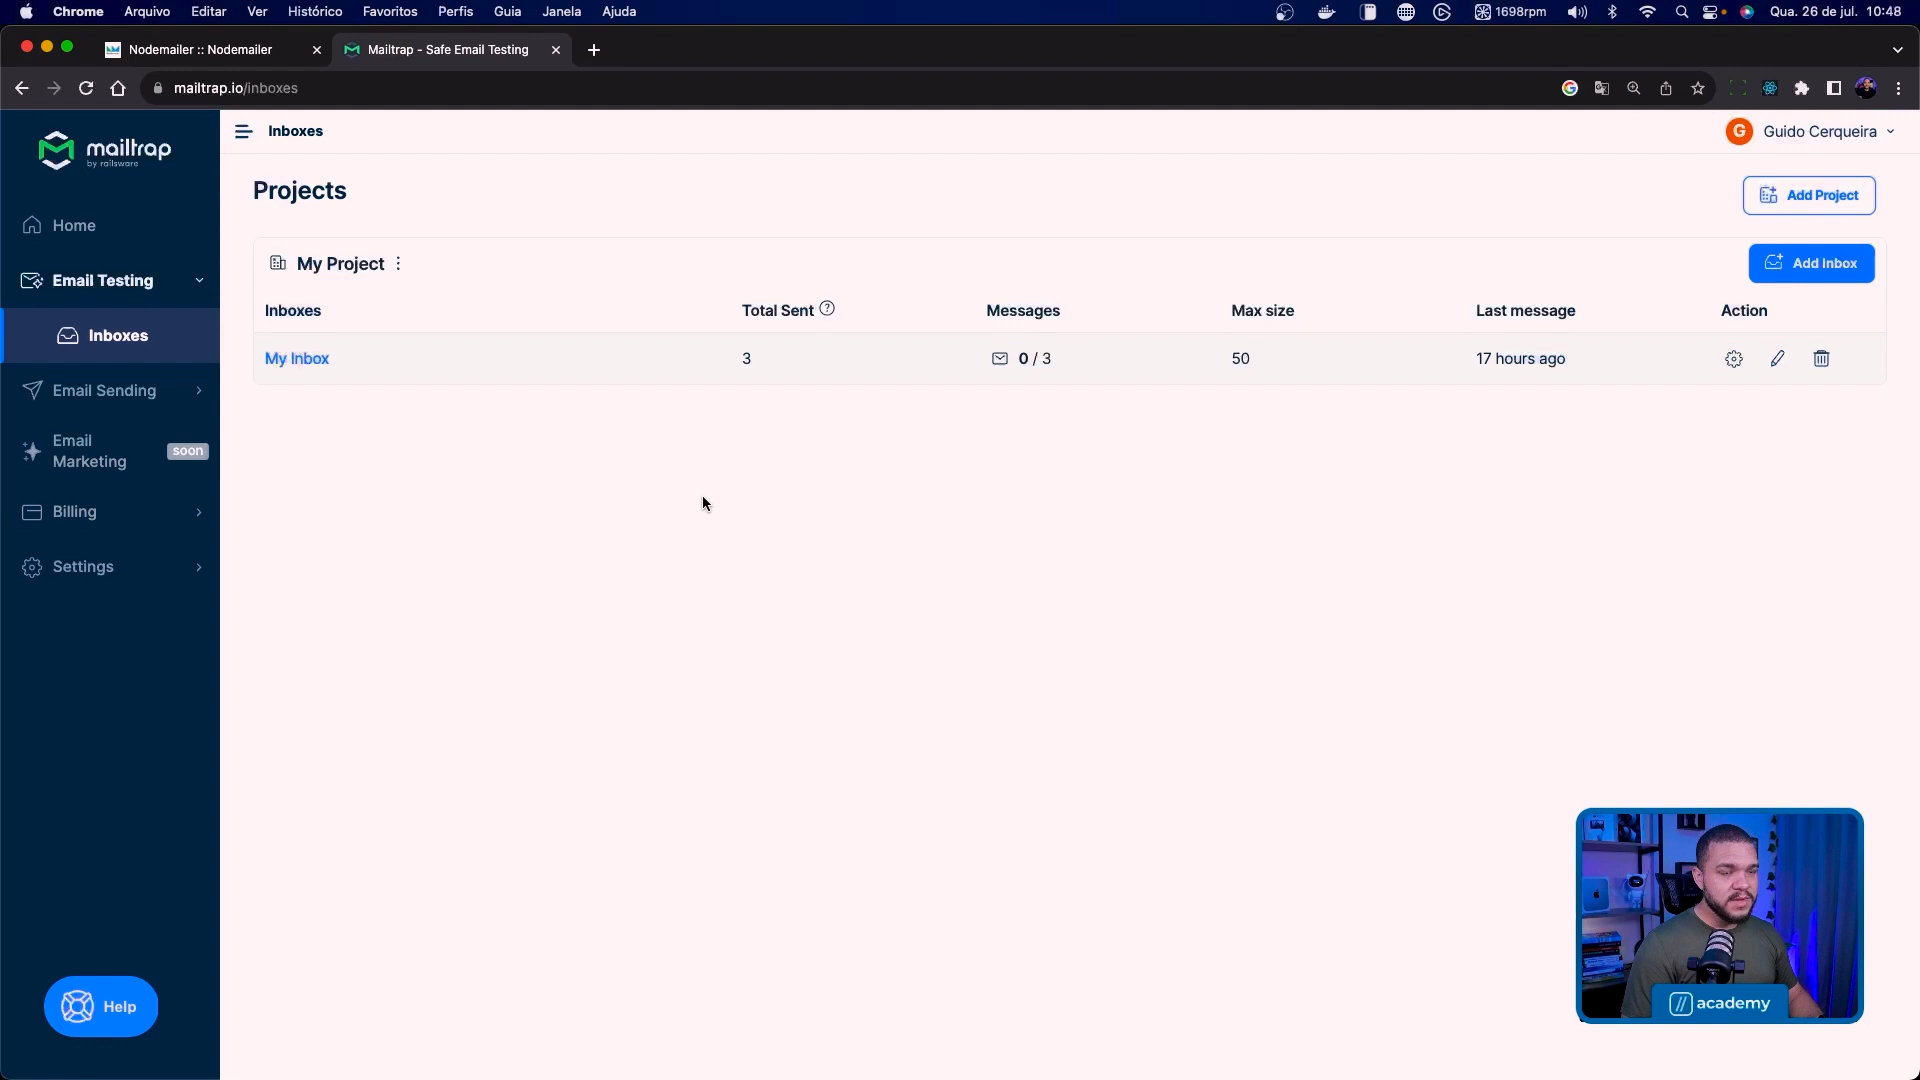 Chrome Arquivo Editar Ver Histórico Favoritos Perfis Guia Janela Ajuda 1698rpm Qua. 26 de jul. 10:48
Nodemailer :: Nodemailer Mailtrap - Safe Email Testing
mailtrap.io/inboxes
mailtrap
by railsware
Inboxes
G Guido Cerqueira
Projects
Add Project
Home
Email Testing
Inboxes
Email Sending
Email
Marketing
soon
Billing
Settings
Help
My Project
Add Inbox
Inboxes Total Sent ? Messages Max size Last message Action
My Inbox 3 0 / 3 50 17 hours ago
// academy